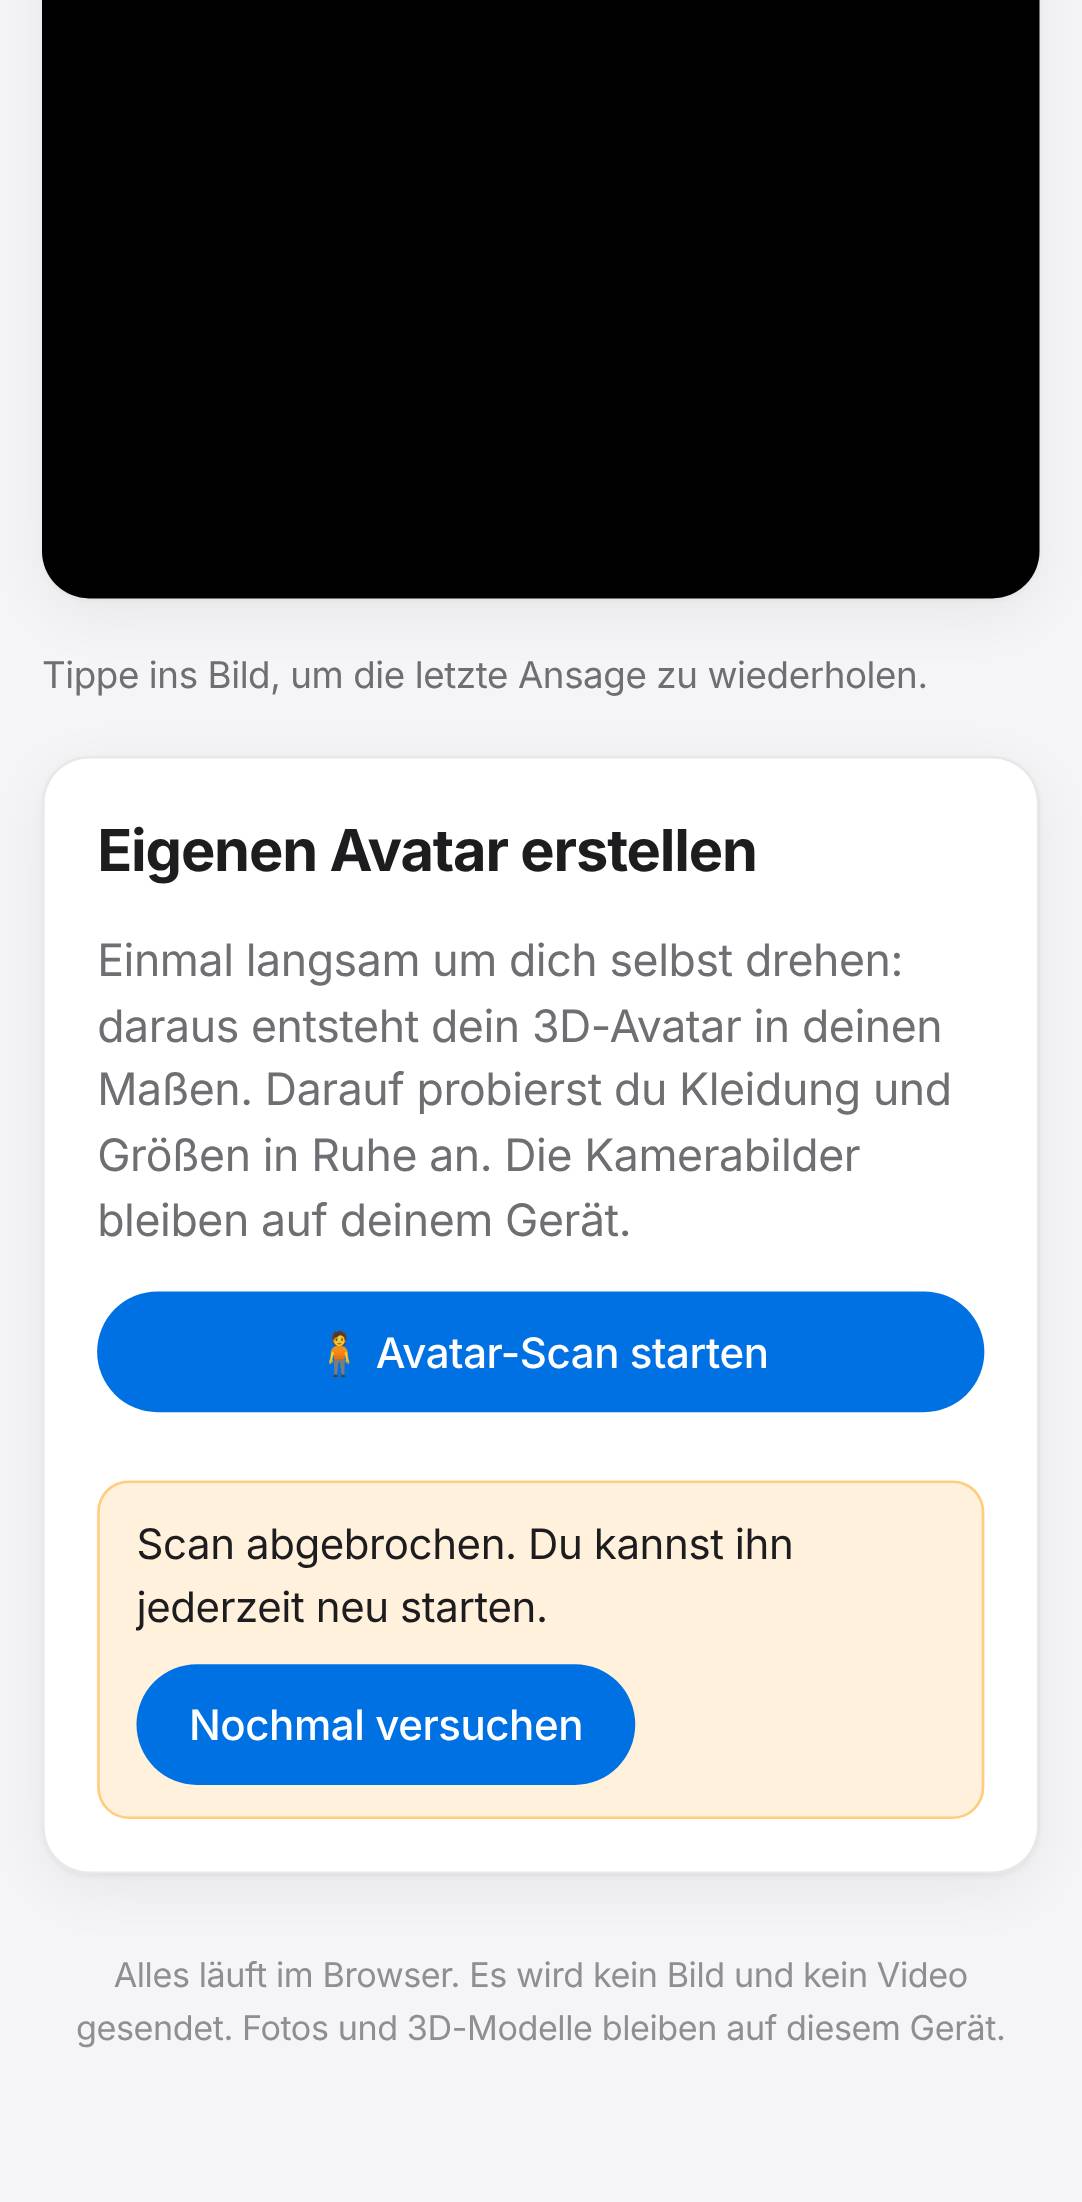 Tippe ins Bild, um die letzte Ansage zu wiederholen.
Eigenen Avatar erstellen
Einmal langsam um dich selbst drehen:
daraus entsteht dein 3D-Avatar in deinen
Maßen. Darauf probierst du Kleidung und
Größen in Ruhe an. Die Kamerabilder
bleiben auf deinem Gerät.
🧍 Avatar-Scan starten
Scan abgebrochen. Du kannst ihn
jederzeit neu starten.
Nochmal versuchen
Alles läuft im Browser. Es wird kein Bild und kein Video
gesendet. Fotos und 3D-Modelle bleiben auf diesem Gerät.